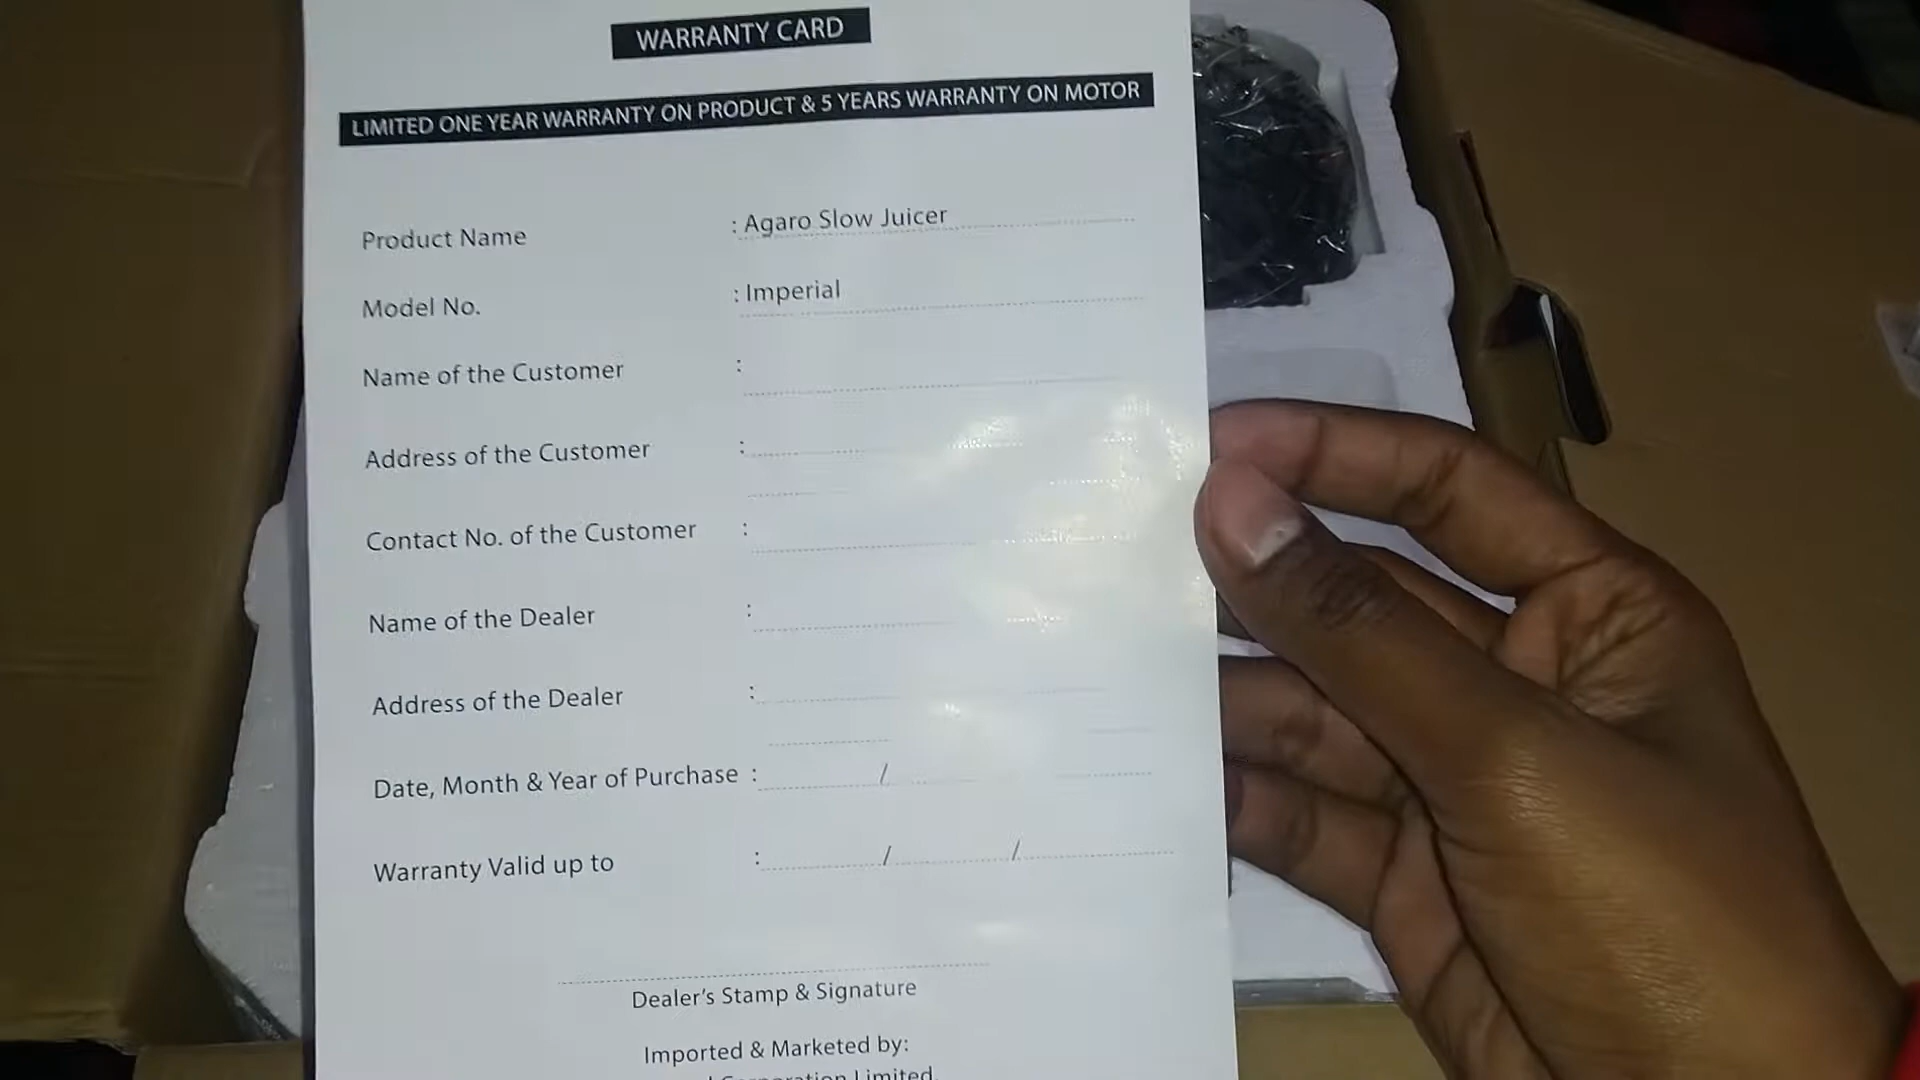 WARRANTY CARD
LIMITED ONE YEAR WARRANTY ON PRODUCT & 5 YEARS WARRANTY ON MOTOR
Product Name : Agaro Slow Juicer
Model No. : Imperial
Name of the Customer :
Address of the Customer :
Contact No. of the Customer :
Name of the Dealer :
Address of the Dealer :
Date, Month & Year of Purchase : /
Warranty Valid up to : / /
Dealer's Stamp & Signature
Imported & Marketed by:
Corporation Limited